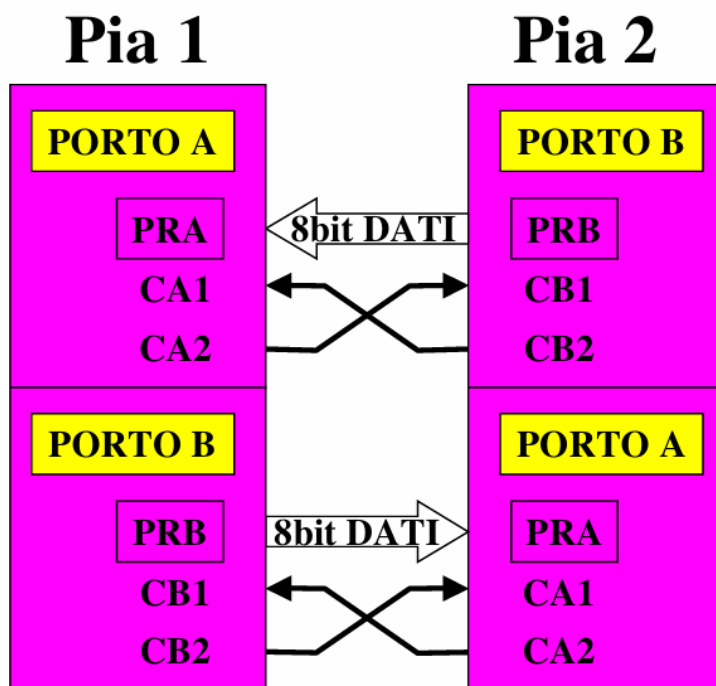 Pia 1 Pia 2
PORTO A PORTO B
PRA 8bit DATI PRB
CA1 CB1
CA2 CB2
PORTO B PORTO A
PRB 8bit DATI PRA
CB1 CA1
CB2 CA2